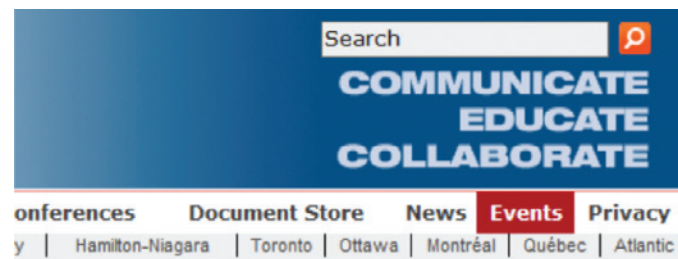 Search
COMMUNICATE
EDUCATE
COLLABORATE
onferences Document Store News Events Privacy
y | Hamilton-Niagara | Toronto | Ottawa | Montréal | Québec | Atlantic